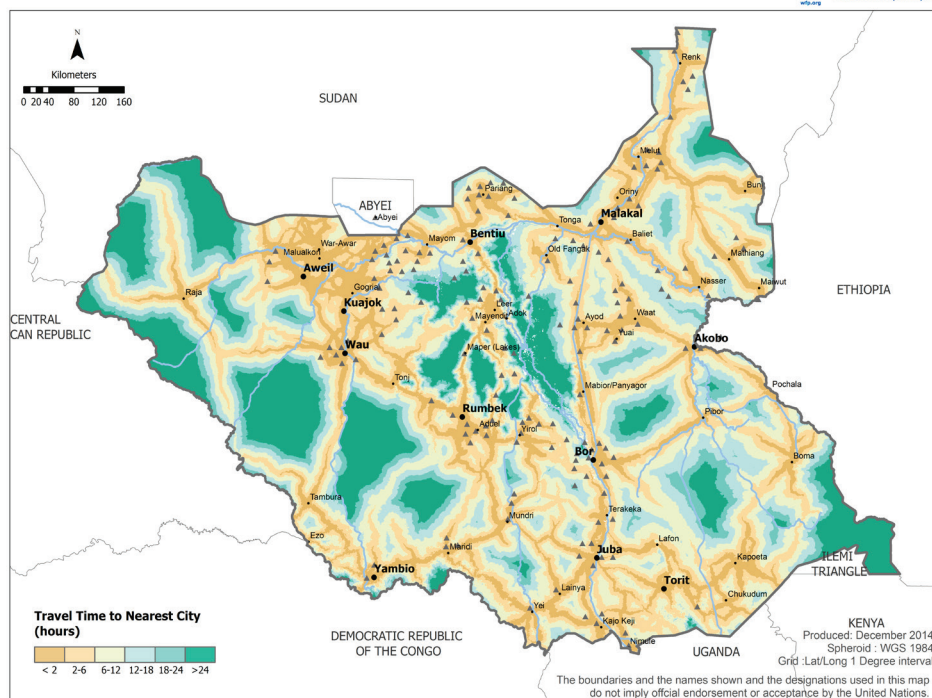 wfp.org
N
Kilometers
0 20 40 80 120 160
SUDAN
Renk
Melut
Pariang
Oriny
Bunj
ABYEI
Abyei
Malakal
Tonga
Bentiu
Baliet
Mayom
War-Awar
Malualkon
Old Fangak
Mathiang
Aweil
Nasser
Maiwut
Gogrial
Raja
ETHIOPIA
Kuajok
Leer
Adok
Mayendit
Ayod
Waat
CENTRAL
CAN REPUBLIC
Yuai
Akobo
Wau
Maper (Lakes)
Tonj
Pochala
Mabior/Panyagor
Rumbek
Pibor
Aduel
Yirol
Bor
Boma
Tambura
Terakeka
Mundri
Ezo
Maridi
Lafon
Juba
Kapoeta
ILEMI
TRIANGLE
Yambio
Torit
Lainya
Chukudum
Yei
Kajo Keji
Nimule
Travel Time to Nearest City
(hours)
< 2 2-6 6-12 12-18 18-24 >24
DEMOCRATIC REPUBLIC
OF THE CONGO
UGANDA
KENYA
Produced: December 2014
Spheroid : WGS 1984
Grid :Lat/Long 1 Degree interval
The boundaries and the names shown and the designations used in this map
do not imply offcial endorsement or acceptance by the United Nations.